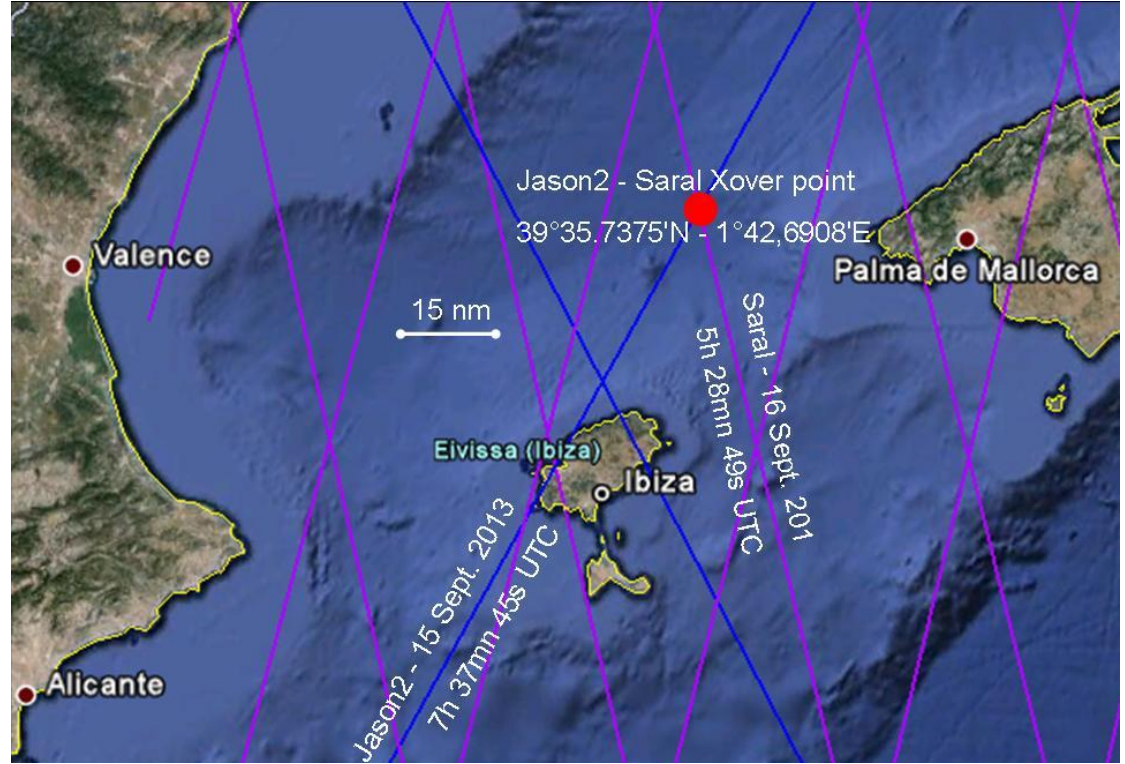 Jason2 - Saral Xover point
39°35.7375'N - 1°42,6908'E
Valence
Palma de Mallorca
15 nm
Saral - 16 Sept. 201
5h 28mn 49s UTC
Eivissa (Ibiza)
Ibiza
Jason2 - 15 Sept. 2013
7h 37mn 45s UTC
Alicante